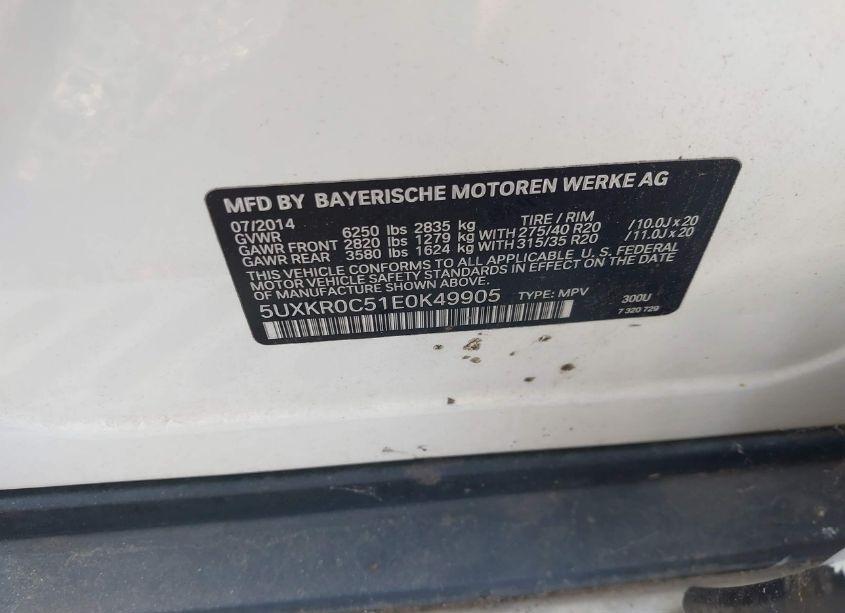 MFD BY BAYERISCHE MOTOREN WERKE AG
07/2014 TIRE / RIM
GVWR 6250 lbs 2835 kg
GAWR FRONT 2820 lbs 1279 kg WITH 275/40 R20 / 10.0J x 20
GAWR REAR 3580 lbs 1624 kg WITH 315/35 R20 / 11.0J x 20
THIS VEHICLE CONFORMS TO ALL APPLICABLE U.S. FEDERAL
MOTOR VEHICLE SAFETY STANDARDS IN EFFECT ON THE DATE
OF MANUFACTURE SHOWN ABOVE.
5UXKR0C51E0K49905 TYPE: MPV 300U
7 320 729